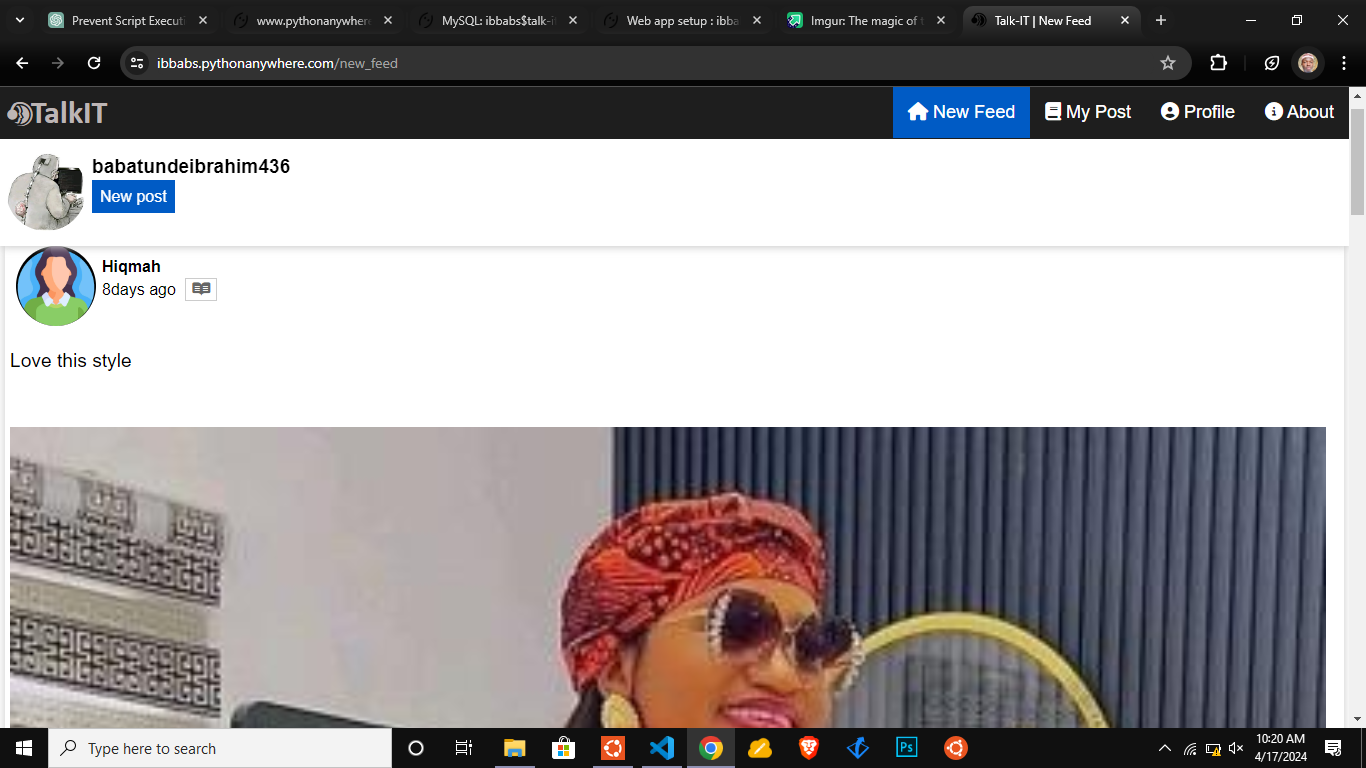 Prevent Script Executi
www.pythonanywhere
MySQL: ibbabs$talk-i
Web app setup : ibba
Imgur: The magic of t
Talk-IT | New Feed
ibbabs.pythonanywhere.com/new_feed
TalkIT
New Feed
My Post
Profile
About
babatundeibrahim436
New post
Hiqmah
8days ago
Love this style
Type here to search
Ps
10:20 AM
4/17/2024